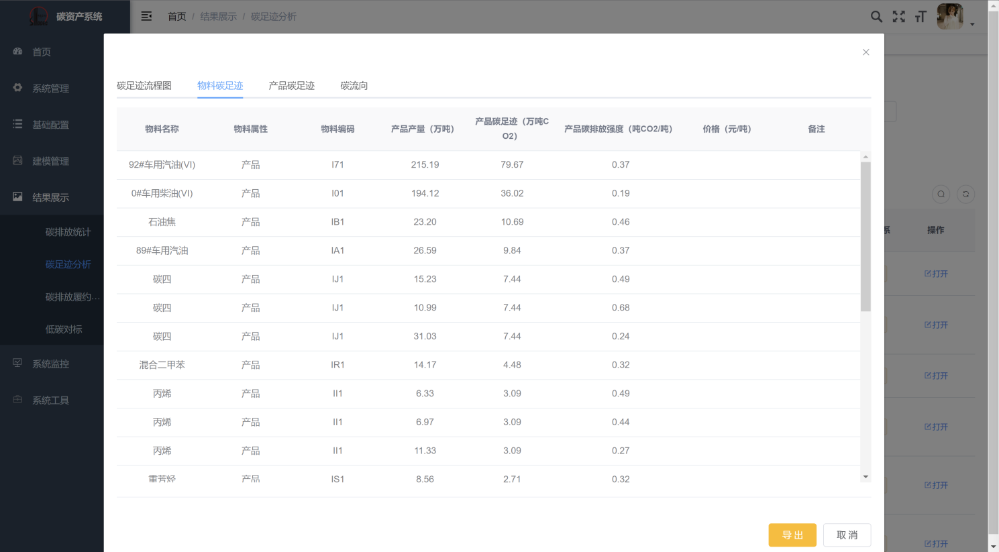 碳资产系统
首页 / 结果展示 / 碳足迹分析
首页
系统管理
基础配置
建模管理
结果展示
碳排放统计
碳足迹分析
碳排放履约...
低碳对标
系统监控
系统工具
碳足迹流程图 物料碳足迹 产品碳足迹 碳流向
物料名称 物料属性 物料编码 产品产量（万吨） 产品碳足迹（万吨CO2） 产品碳排放强度（吨CO2/吨） 价格（元/吨） 备注
92#车用汽油(VI) 产品 I71 215.19 79.67 0.37
0#车用柴油(VI) 产品 I01 194.12 36.02 0.19
石油焦 产品 IB1 23.20 10.69 0.46
89#车用汽油 产品 IA1 26.59 9.84 0.37
碳四 产品 IJ1 15.23 7.44 0.49
碳四 产品 IJ1 10.99 7.44 0.68
碳四 产品 IJ1 31.03 7.44 0.24
混合二甲苯 产品 IR1 14.17 4.48 0.32
丙烯 产品 II1 6.33 3.09 0.49
丙烯 产品 II1 6.97 3.09 0.44
丙烯 产品 II1 11.33 3.09 0.27
重芳烃 产品 IS1 8.56 2.71 0.32
导出 取消
系 操作
打开
打开
打开
打开
打开
打开